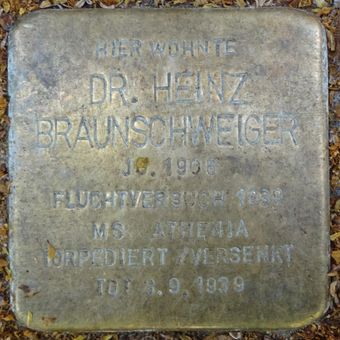 HIER WOHNTE
DR. HEINZ
BRAUNSCHWEIGER
JG. 1906
FLUCHTVERSUCH 1939
MS ATHENIA
TORPEDIERT / VERSENKT
TOT 3.9.1939